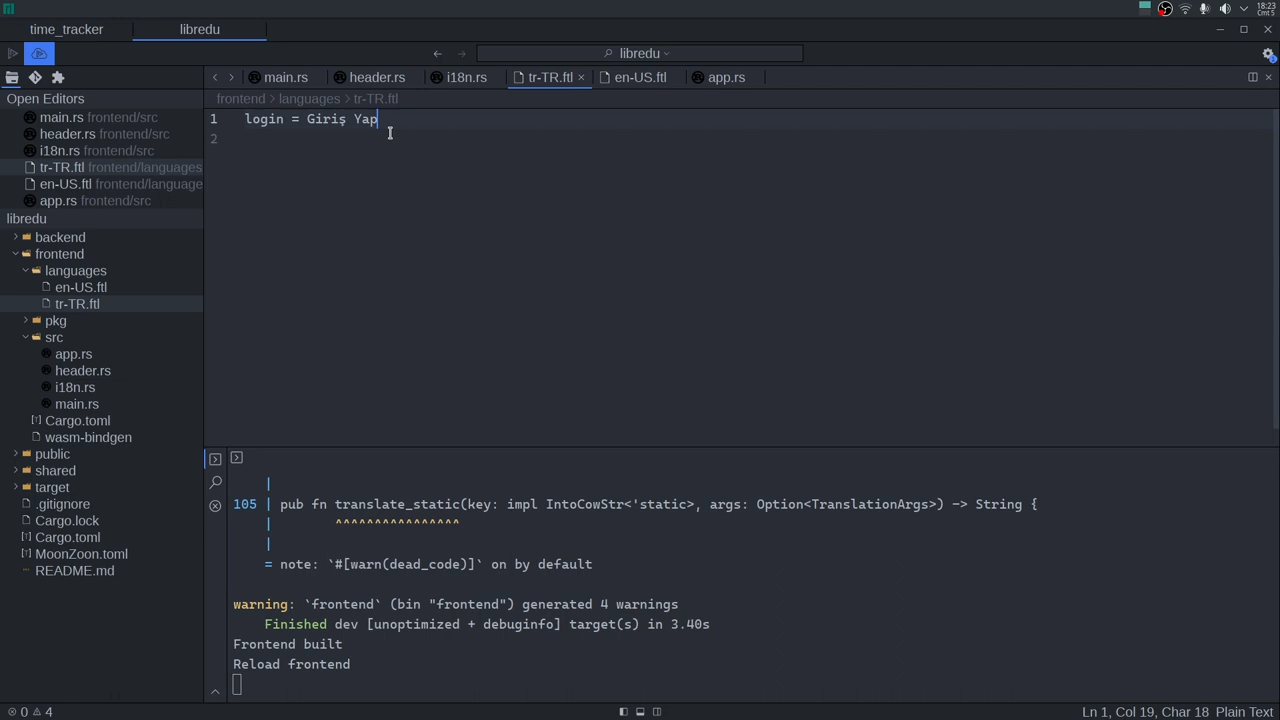 18:23
Cmt 5
time_tracker
libredu
libredu
main.rs
header.rs
i18n.rs
tr-TR.ftl
en-US.ftl
app.rs
Open Editors
main.rs frontend/src
header.rs frontend/src
i18n.rs frontend/src
tr-TR.ftl frontend/languages
en-US.ftl frontend/language
app.rs frontend/src
libredu
backend
frontend
languages
en-US.ftl
tr-TR.ftl
pkg
src
app.rs
header.rs
i18n.rs
main.rs
Cargo.toml
wasm-bindgen
public
shared
target
.gitignore
Cargo.lock
Cargo.toml
MoonZoon.toml
README.md
frontend > languages > tr-TR.ftl
1 login = Giriş Yap
2
|
105 | pub fn translate_static(key: impl IntoCowStr<'static>, args: Option<TranslationArgs>) -> String {
| ^^^^^^^^^^^^^^^^
|
= note: `#[warn(dead_code)]` on by default
warning: `frontend` (bin "frontend") generated 4 warnings
Finished dev [unoptimized + debuginfo] target(s) in 3.40s
Frontend built
Reload frontend
0 4
Ln 1, Col 19, Char 18 Plain Text